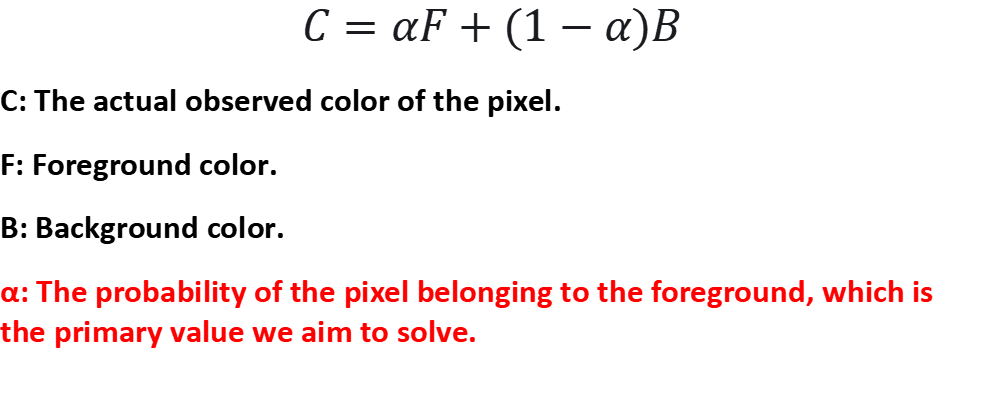 C = αF + (1 − α)B
C: The actual observed color of the pixel.
F: Foreground color.
B: Background color.
α: The probability of the pixel belonging to the foreground, which is
the primary value we aim to solve.